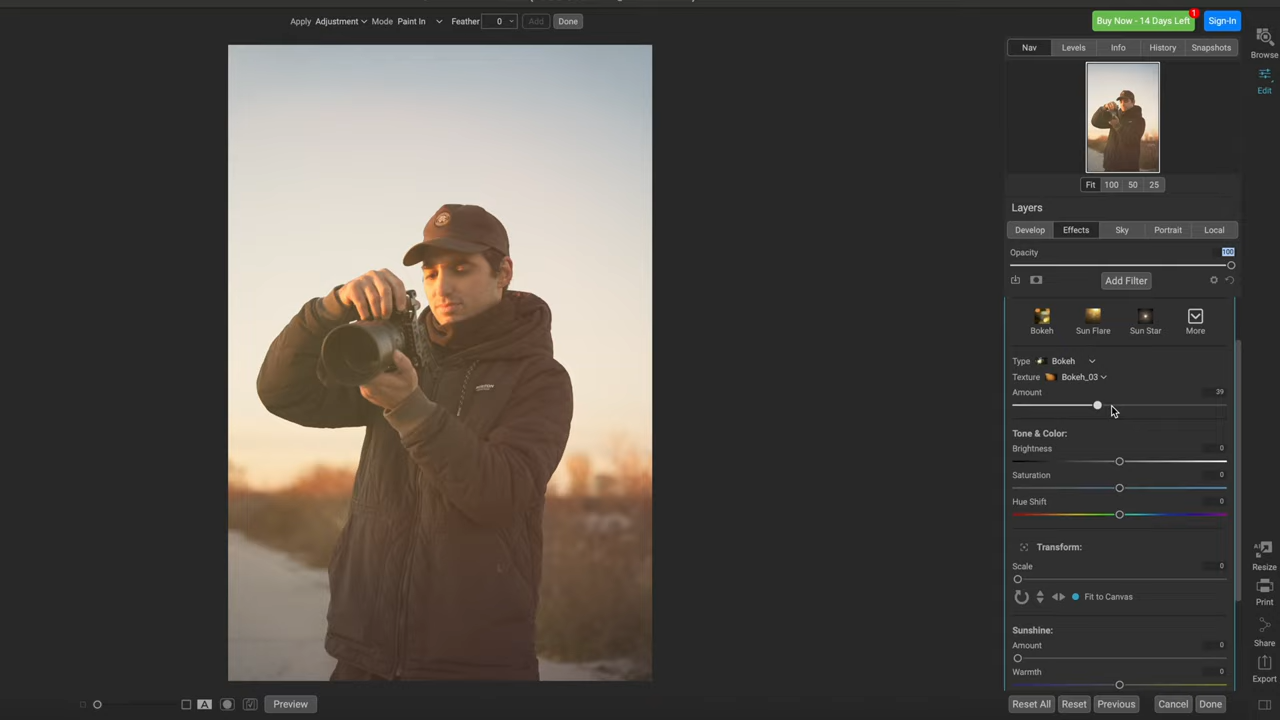 Apply Adjustment Mode Paint In Feather 0 Add Done
Buy Now - 14 Days Left 1 Sign-In
Nav Levels Info History Snapshots
Browse
Edit
Fit 100 50 25
Layers
Develop Effects Sky Portrait Local
Opacity 100
Add Filter
Bokeh Sun Flare Sun Star More
Type Bokeh
Texture Bokeh_03
Amount 39
Tone & Color:
Brightness 0
Saturation 0
Hue Shift 0
Transform:
Scale 0
Fit to Canvas
Sunshine:
Amount 0
Warmth 0
AI
Resize
Print
Share
Export
A Preview
Reset All Reset Previous Cancel Done